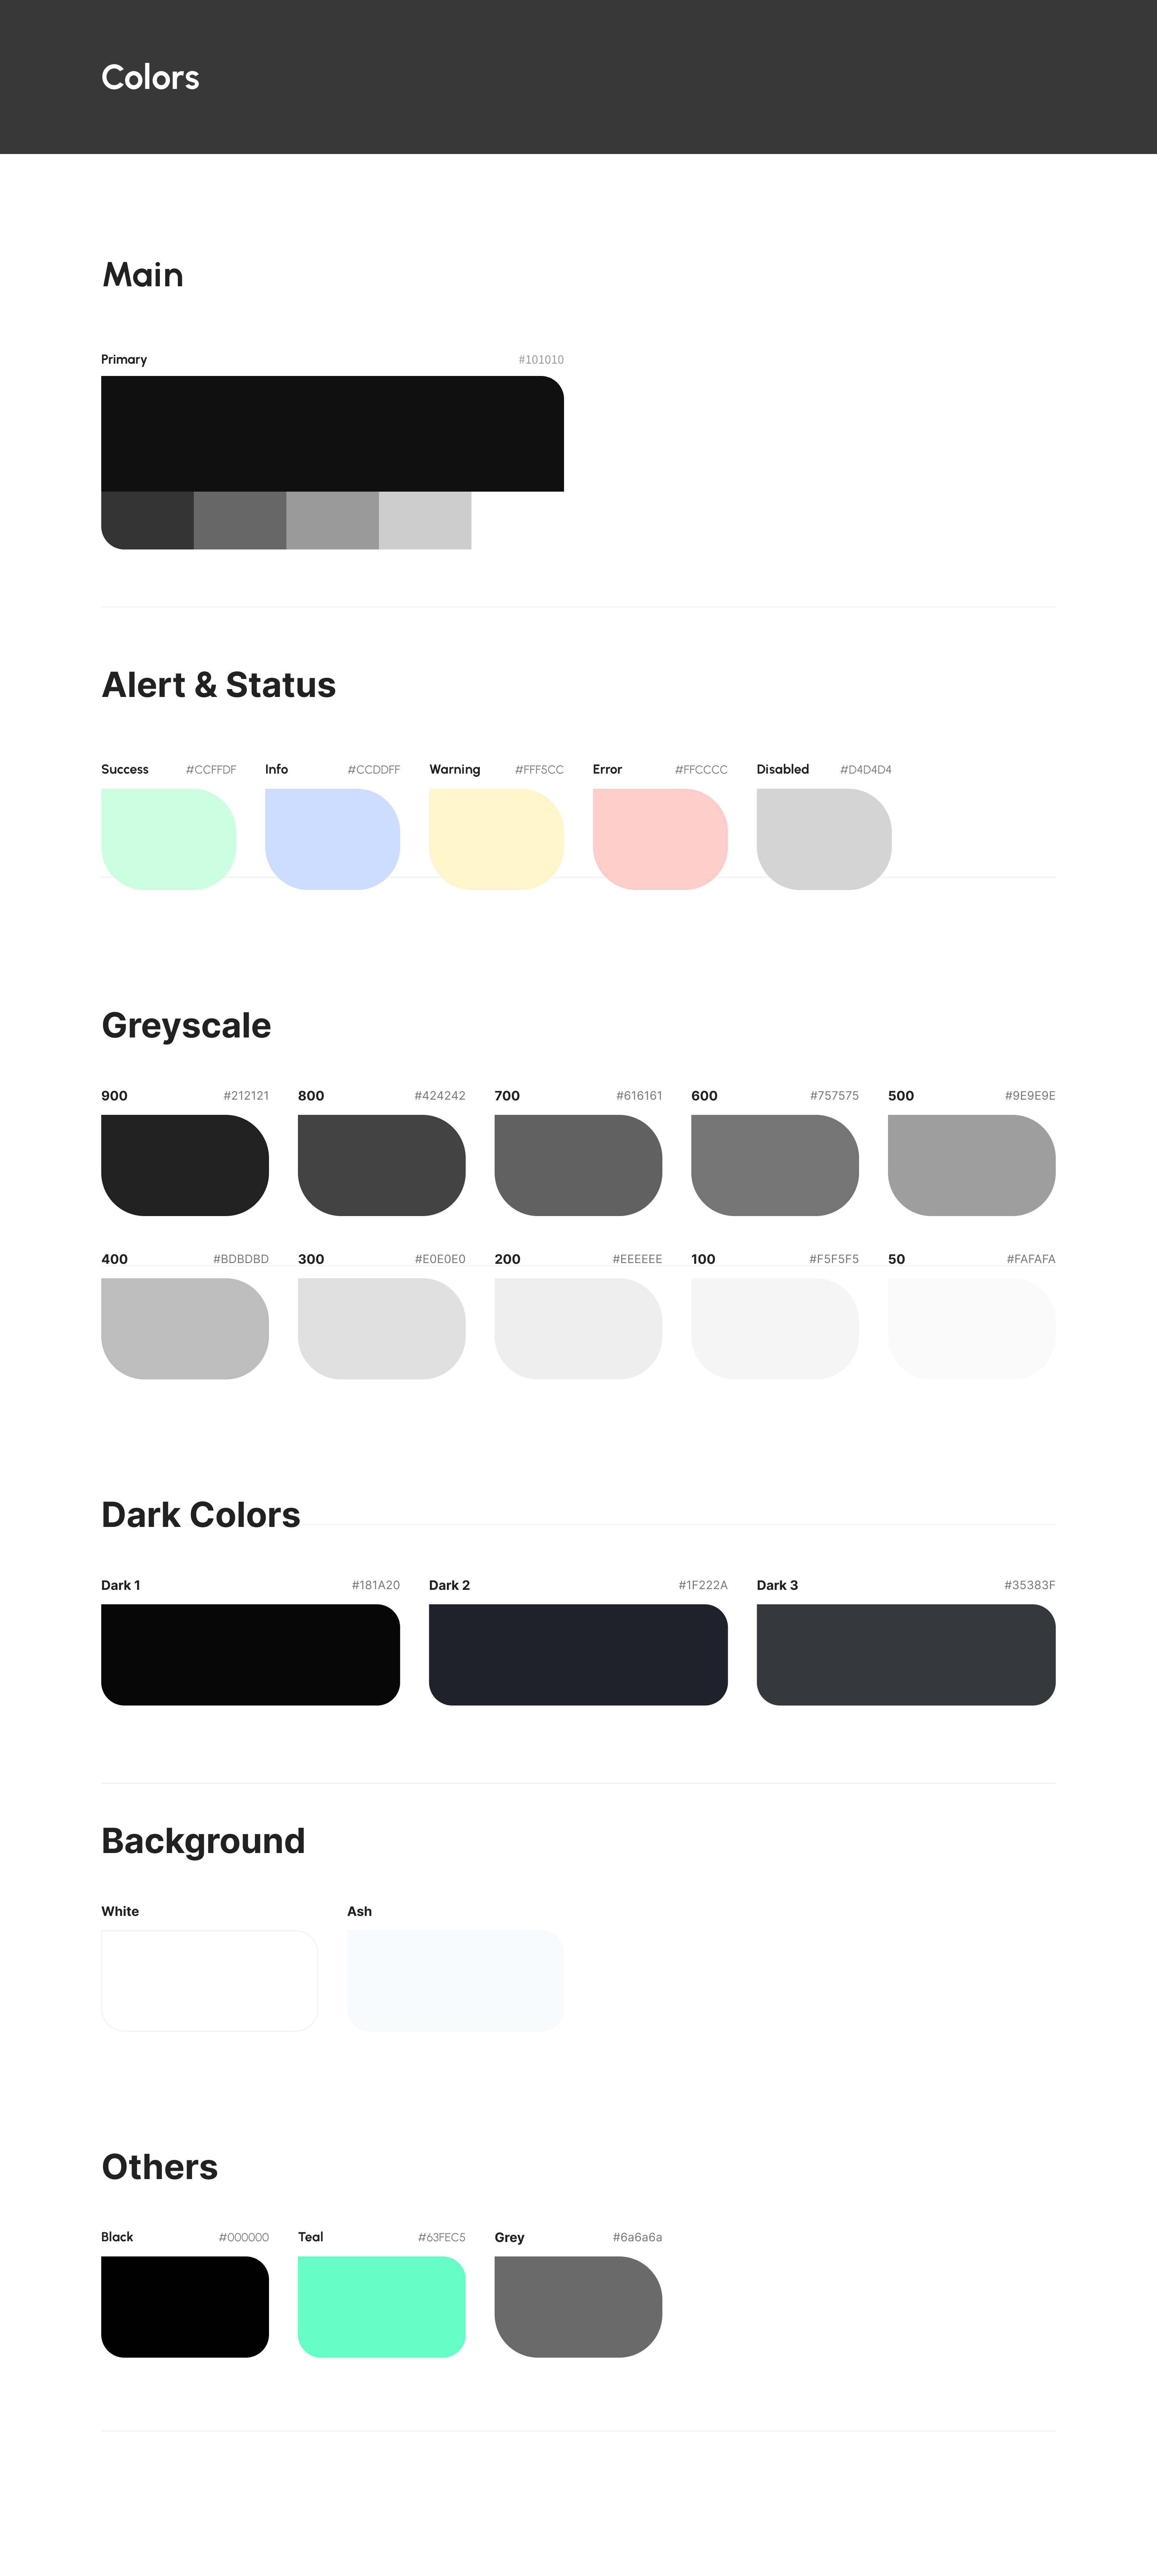 Colors
Main
Primary #101010
Alert & Status
Success #CCFFDF Info #CCDDFF Warning #FFF5CC Error #FFCCCC Disabled #D4D4D4
Greyscale
900 #212121 800 #424242 700 #616161 600 #757575 500 #9E9E9E
400 #BDBDBD 300 #E0E0E0 200 #EEEEEE 100 #F5F5F5 50 #FAFAFA
Dark Colors
Dark 1 #181A20 Dark 2 #1F222A Dark 3 #35383F
Background
White Ash
Others
Black #000000 Teal #63FEC5 Grey #6a6a6a